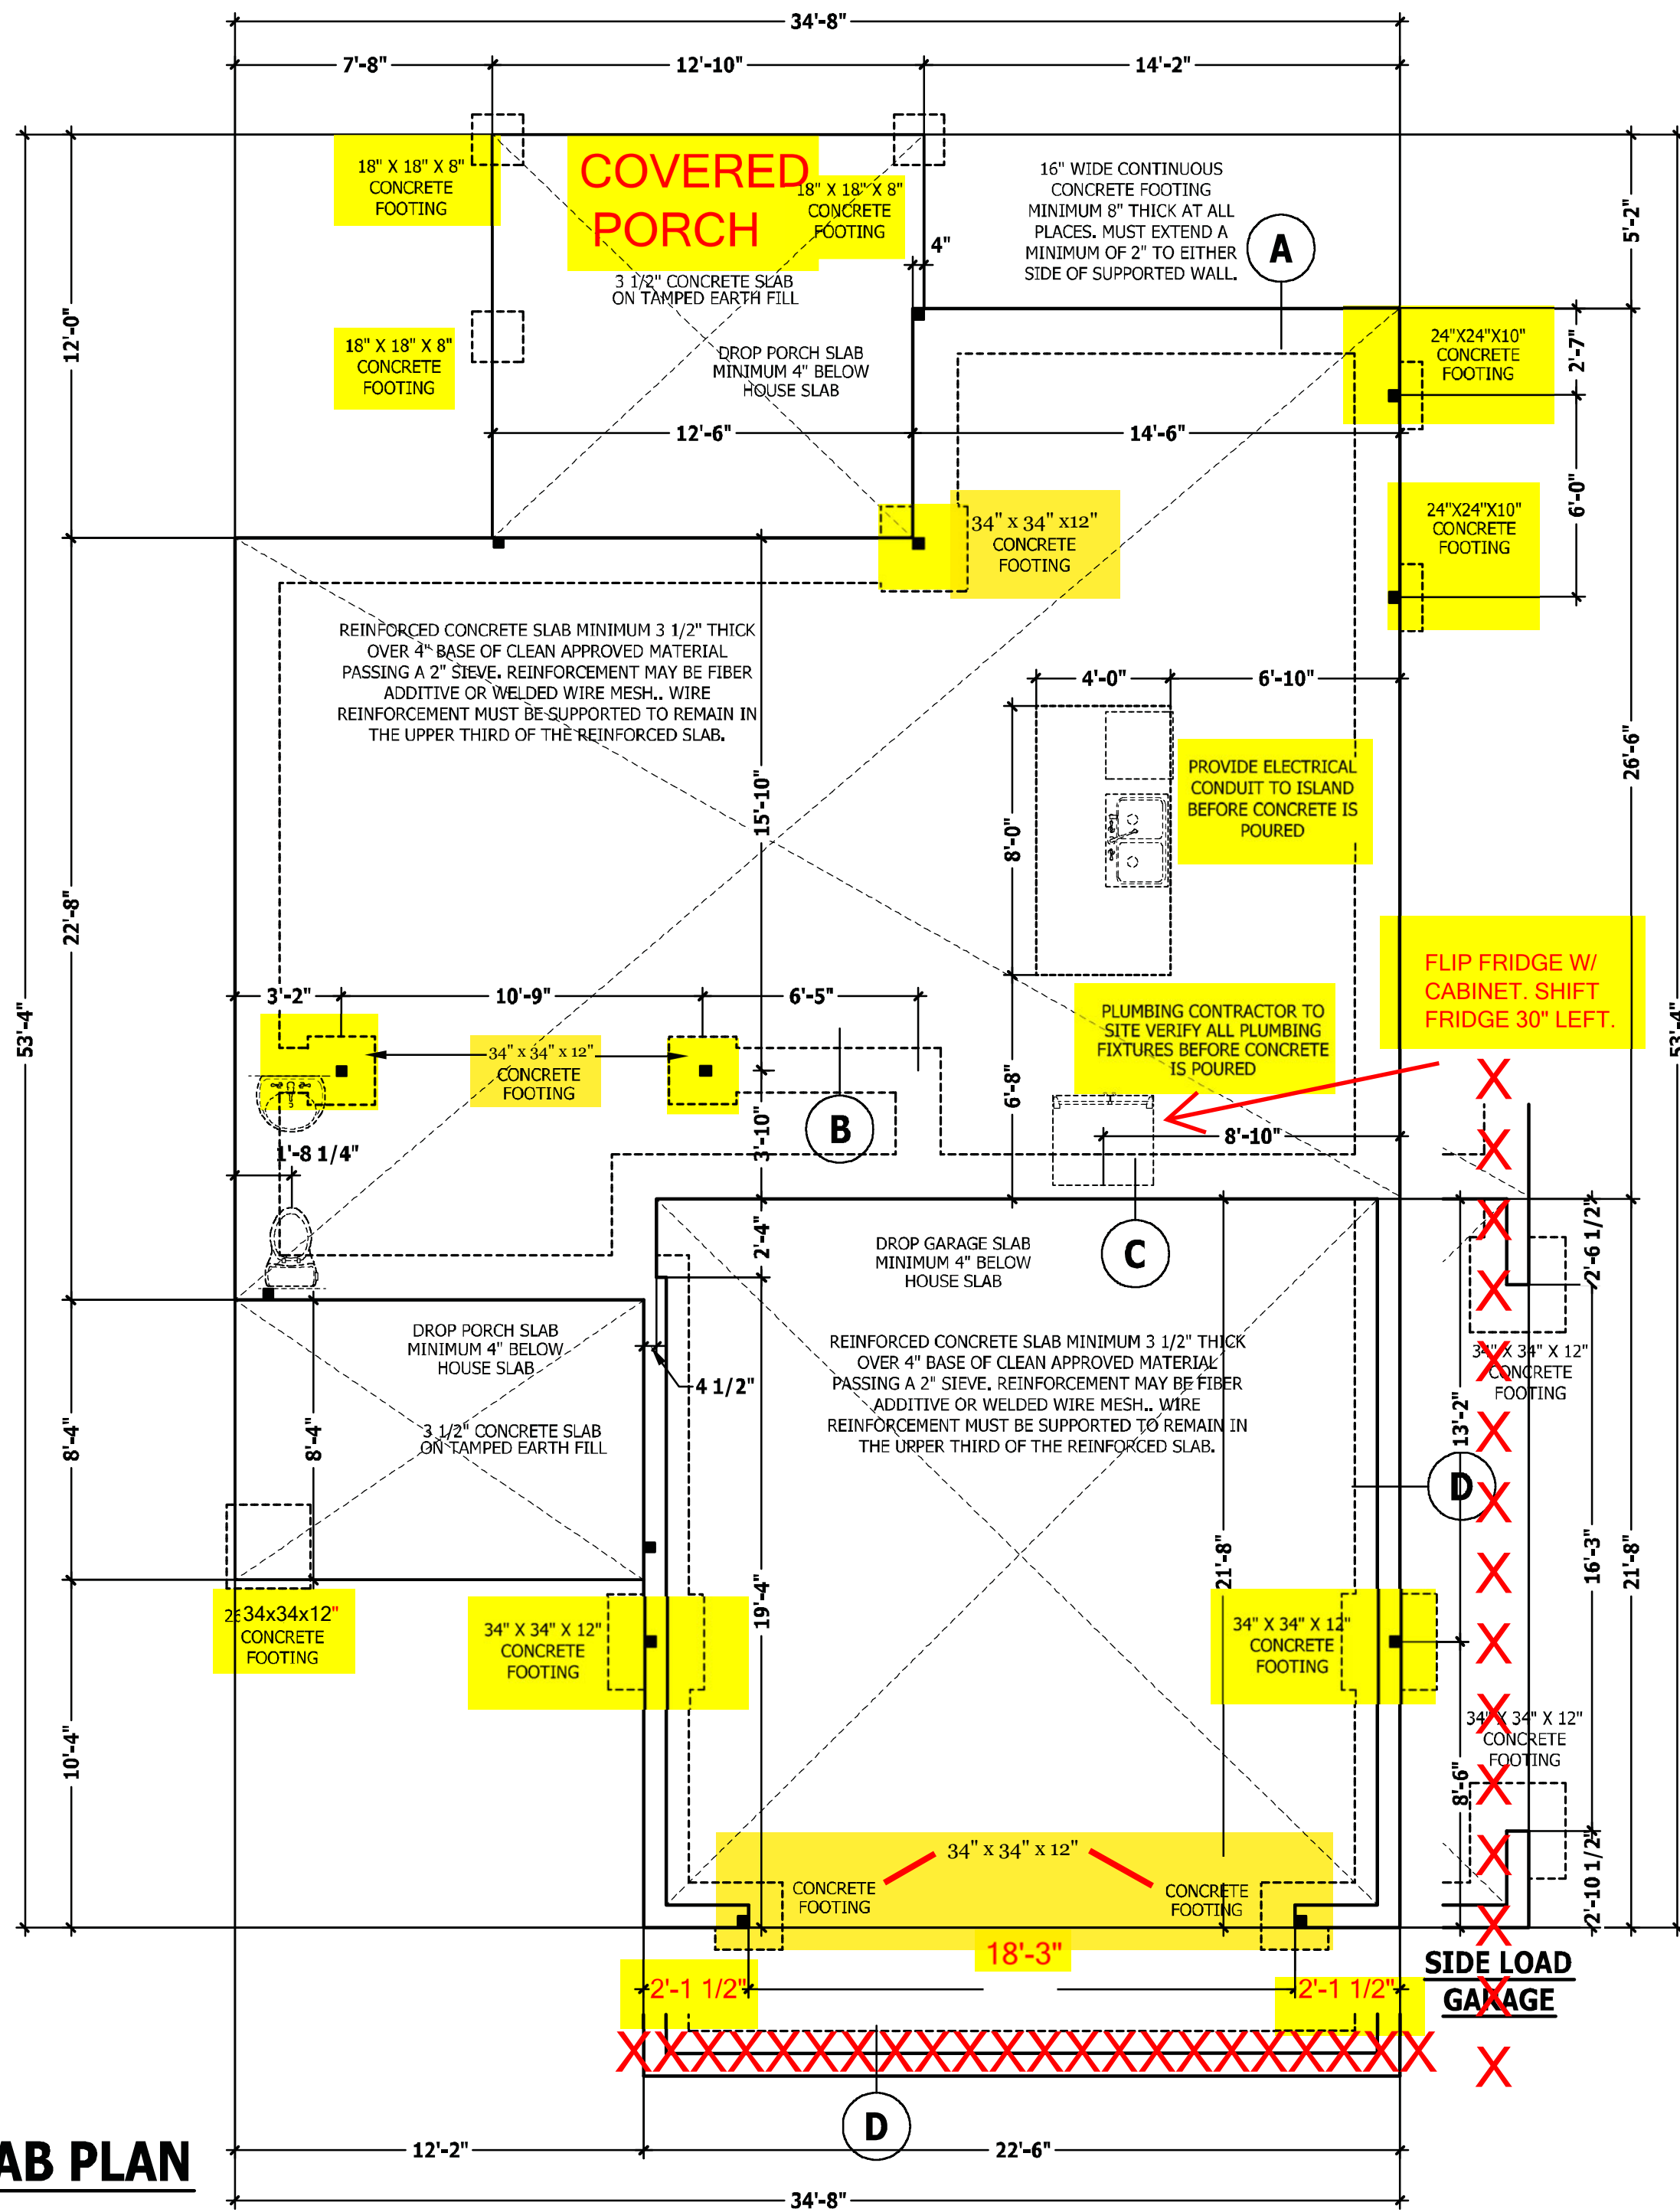 34'-8"
7'-8"
12'-10"
14'-2"
18" X 18" X 8"
CONCRETE
FOOTING
COVERED
PORCH
18" X 18" X 8"
CONCRETE
FOOTING
4"
16" WIDE CONTINUOUS
CONCRETE FOOTING
MINIMUM 8" THICK AT ALL
PLACES. MUST EXTEND A
MINIMUM OF 2" TO EITHER
SIDE OF SUPPORTED WALL.
A
5'-2"
3 1/2" CONCRETE SLAB
ON TAMPED EARTH FILL
12'-0"
18" X 18" X 8"
CONCRETE
FOOTING
DROP PORCH SLAB
MINIMUM 4" BELOW
HOUSE SLAB
24"X24"X10"
CONCRETE
FOOTING
2'-7"
12'-6"
14'-6"
6'-0"
34" x 34" x12"
CONCRETE
FOOTING
24"X24"X10"
CONCRETE
FOOTING
REINFORCED CONCRETE SLAB MINIMUM 3 1/2" THICK
OVER 4" BASE OF CLEAN APPROVED MATERIAL
PASSING A 2" SIEVE. REINFORCEMENT MAY BE FIBER
ADDITIVE OR WELDED WIRE MESH.. WIRE
REINFORCEMENT MUST BE SUPPORTED TO REMAIN IN
THE UPPER THIRD OF THE REINFORCED SLAB.
4'-0"
6'-10"
26'-6"
15'-10"
8'-0"
PROVIDE ELECTRICAL
CONDUIT TO ISLAND
BEFORE CONCRETE IS
POURED
22'-8"
53'-4"
3'-2"
10'-9"
6'-5"
FLIP FRIDGE W/
CABINET. SHIFT
FRIDGE 30" LEFT.
53'-4"
PLUMBING CONTRACTOR TO
SITE VERIFY ALL PLUMBING
FIXTURES BEFORE CONCRETE
IS POURED
34" x 34" x 12"
CONCRETE
FOOTING
6'-8"
X
B
3'-10"
8'-10"
X
1'-8 1/4"
2'-4"
DROP GARAGE SLAB
MINIMUM 4" BELOW
HOUSE SLAB
C
X
2'-6 1/2"
X
DROP PORCH SLAB
MINIMUM 4" BELOW
HOUSE SLAB
REINFORCED CONCRETE SLAB MINIMUM 3 1/2" THICK
OVER 4" BASE OF CLEAN APPROVED MATERIAL
PASSING A 2" SIEVE. REINFORCEMENT MAY BE FIBER
ADDITIVE OR WELDED WIRE MESH.. WIRE
REINFORCEMENT MUST BE SUPPORTED TO REMAIN IN
THE UPPER THIRD OF THE REINFORCED SLAB.
34" X 34" X 12"
CONCRETE
FOOTING
X
4 1/2"
8'-4"
8'-4"
3 1/2" CONCRETE SLAB
ON TAMPED EARTH FILL
13'-2"
X
D
X
16'-3"
21'-8"
21'-8"
X
19'-4"
34x34x12"
CONCRETE
FOOTING
34" X 34" X 12"
CONCRETE
FOOTING
34" X 34" X 12"
CONCRETE
FOOTING
X
10'-4"
34" X 34" X 12"
CONCRETE
FOOTING
X
8'-6"
X
34" x 34" x 12"
X
CONCRETE
FOOTING
CONCRETE
FOOTING
2'-10 1/2"
X
18'-3"
SIDE LOAD
GARAGE
X
2'-1 1/2"
2'-1 1/2"
XXXXXXXXXXXXXXXXXXXXX
X
D
AB PLAN
12'-2"
22'-6"
34'-8"